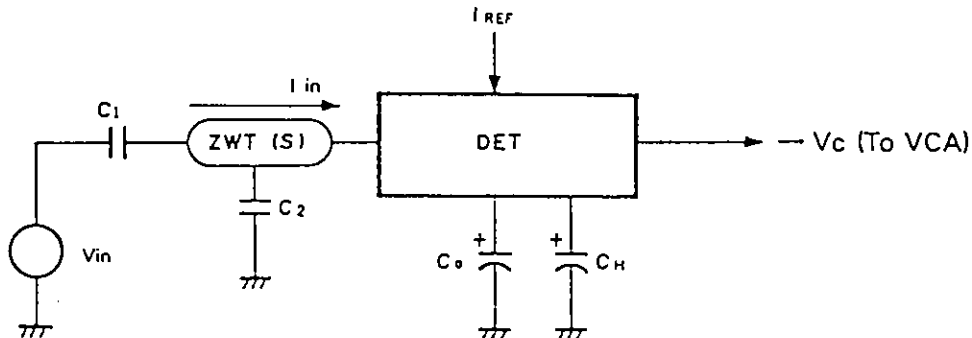 I REF
I in
C1
ZWT (S)
DET
— Vc (To VCA)
C2
Vin
+
Co
+
CH